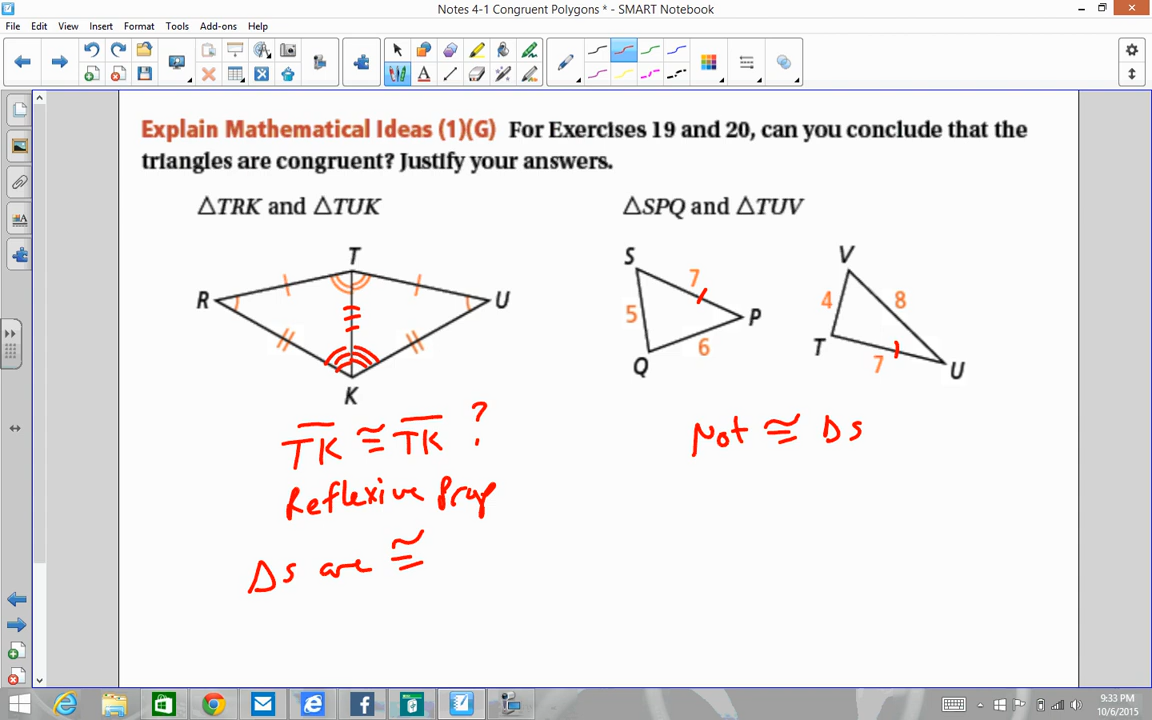 Notes 4-1 Congruent Polygons * - SMART Notebook
File Edit View Insert Format Tools Add-ons Help
Explain Mathematical Ideas (1)(G) For Exercises 19 and 20, can you conclude that the
triangles are congruent? Justify your answers.
△TRK and △TUK
△SPQ and △TUV
T
R
U
K
S
7
P
5
6
Q
V
4
8
T
7
U
TK ≅ TK ?
Reflexive Prop
Δs are ≅
Not ≅ Δs
9:33 PM
10/6/2015